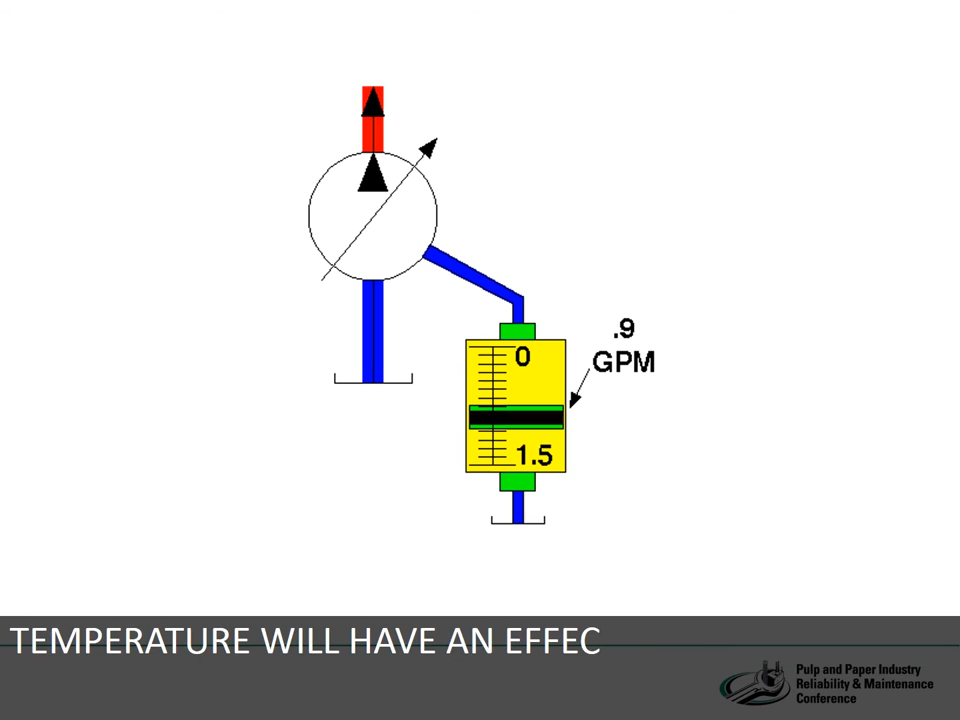 .9
GPM
0
1.5
TEMPERATURE WILL HAVE AN EFFEC
Pulp and Paper Industry
Reliability & Maintenance
Conference